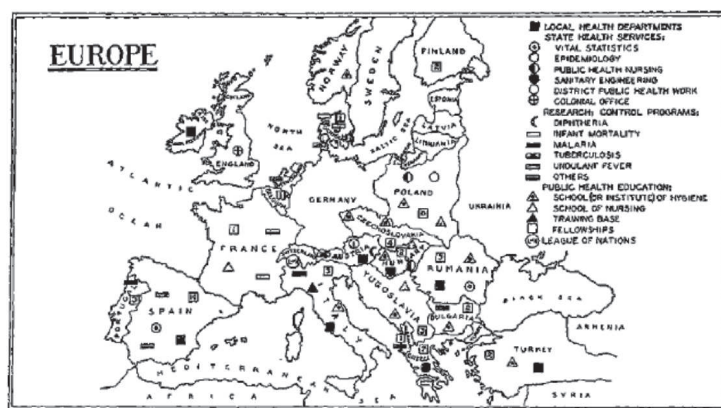 EUROPE
LOCAL HEALTH DEPARTMENTS
STATE HEALTH SERVICES:
VITAL STATISTICS
EPIDEMIOLOGY
PUBLIC HEALTH NURSING
SANITARY ENGINEERING
DISTRICT PUBLIC HEALTH WORK
COLONIAL OFFICE
RESEARCH: CONTROL PROGRAMS:
DIPHTHERIA
INFANT MORTALITY
MALARIA
TUBERCULOSIS
UNDULANT FEVER
OTHERS
PUBLIC HEALTH EDUCATION:
SCHOOL (OR INSTITUTE) OF HYGIENE
SCHOOL OF NURSING
TRAINING BASE
FELLOWSHIPS
LEAGUE OF NATIONS
NORWAY
SWEDEN
FINLAND
ESTONIA
LATVIA
LITHUANIA
BALTIC SEA
NORTH
SEA
ENGLAND
ATLANTIC
OCEAN
GERMANY
POLAND
UKRAINIA
CZECHOSLOVAKIA
FRANCE
AUSTRIA
RUMANIA
YUGOSLAVIA
BULGARIA
BLACK SEA
ITALY
PORTUGAL
SPAIN
TURKEY
ARMENIA
SYRIA
MEDITERRANEAN
SEA
AFRICA